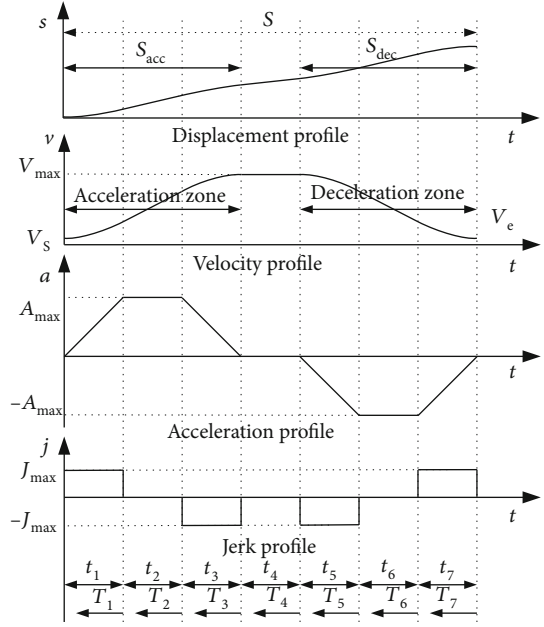 s
S
S_acc
S_dec
Displacement profile
t
v
V_max
Acceleration zone
Deceleration zone
V_s
V_e
Velocity profile
t
a
A_max
t
–A_max
Acceleration profile
j
J_max
t
–J_max
Jerk profile
t_1 t_2 t_3 t_4 t_5 t_6 t_7
T_1 T_2 T_3 T_4 T_5 T_6 T_7